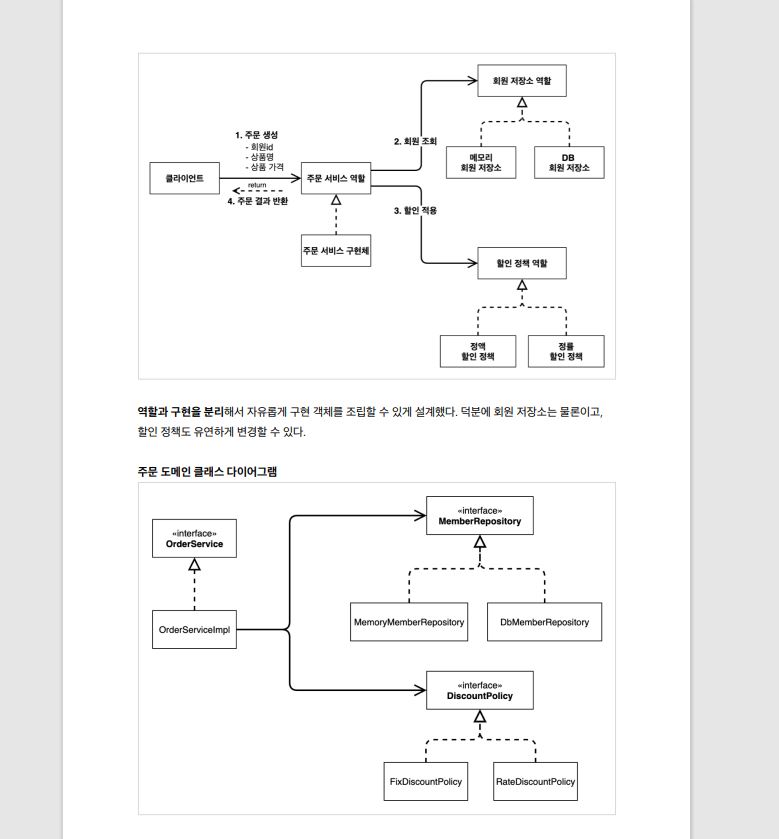 회원 저장소 역할
1. 주문 생성
- 회원id
- 상품명
- 상품 가격
2. 회원 조회
메모리
회원 저장소
DB
회원 저장소
클라이언트
주문 서비스 역할
return
4. 주문 결과 반환
3. 할인 적용
주문 서비스 구현체
할인 정책 역할
정액
할인 정책
정률
할인 정책
역할과 구현을 분리해서 자유롭게 구현 객체를 조립할 수 있게 설계했다. 덕분에 회원 저장소는 물론이고,
할인 정책도 유연하게 변경할 수 있다.
주문 도메인 클래스 다이어그램
«interface»
MemberRepository
«interface»
OrderService
OrderServiceImpl
MemoryMemberRepository
DbMemberRepository
«interface»
DiscountPolicy
FixDiscountPolicy
RateDiscountPolicy